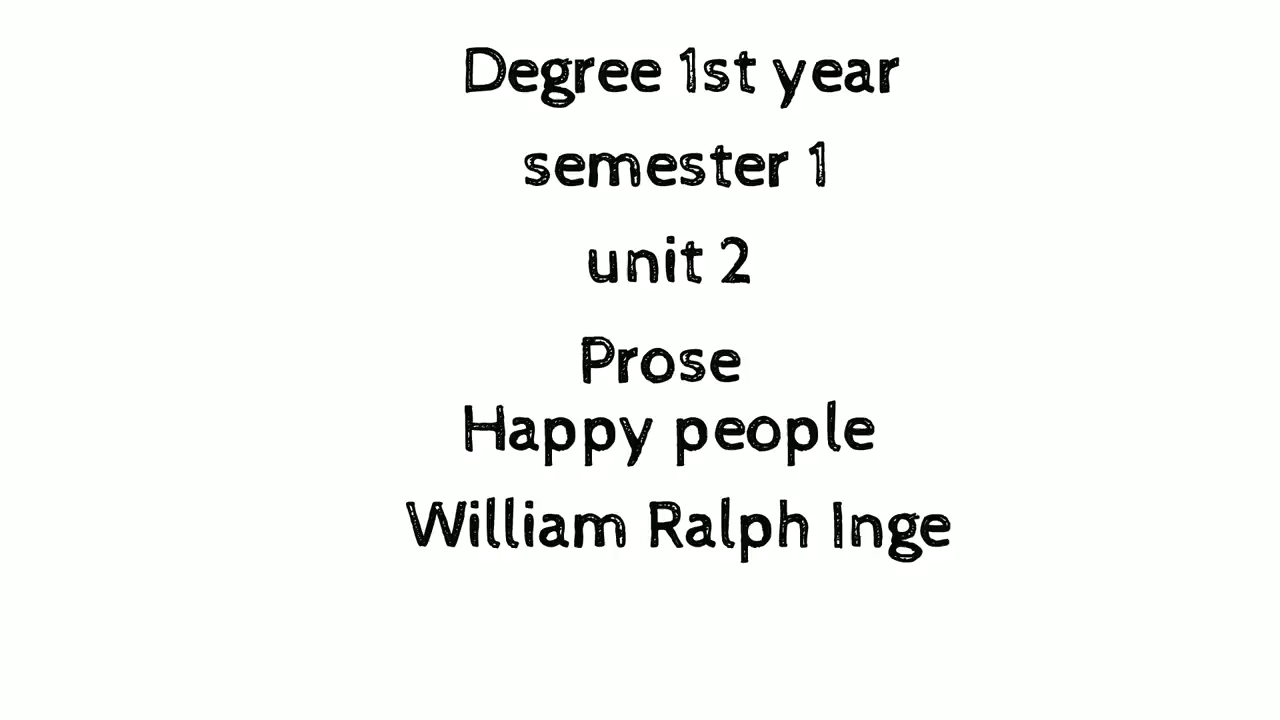 Degree 1st year
semester 1
unit 2
Prose
Happy people
William Ralph Inge